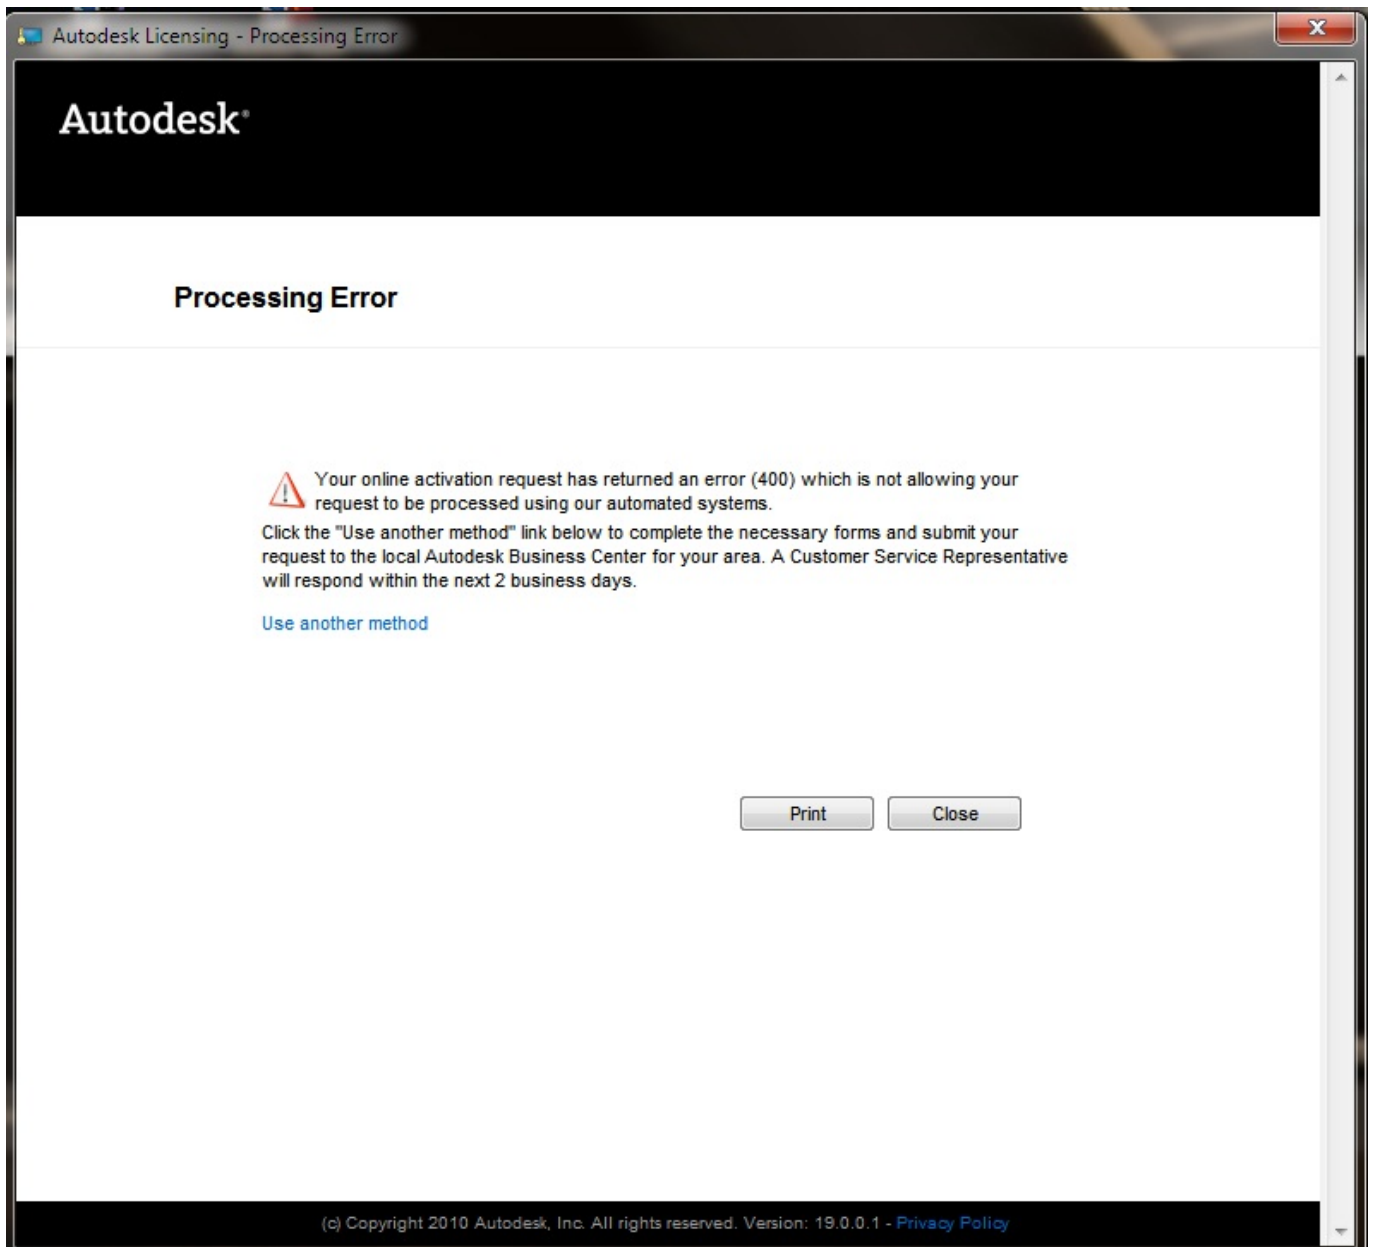 Autodesk Licensing - Processing Error
X
Autodesk®
Processing Error
Your online activation request has returned an error (400) which is not allowing your
request to be processed using our automated systems.
Click the "Use another method" link below to complete the necessary forms and submit your
request to the local Autodesk Business Center for your area. A Customer Service Representative
will respond within the next 2 business days.
Use another method
Print Close
(c) Copyright 2010 Autodesk, Inc. All rights reserved. Version: 19.0.0.1 - Privacy Policy